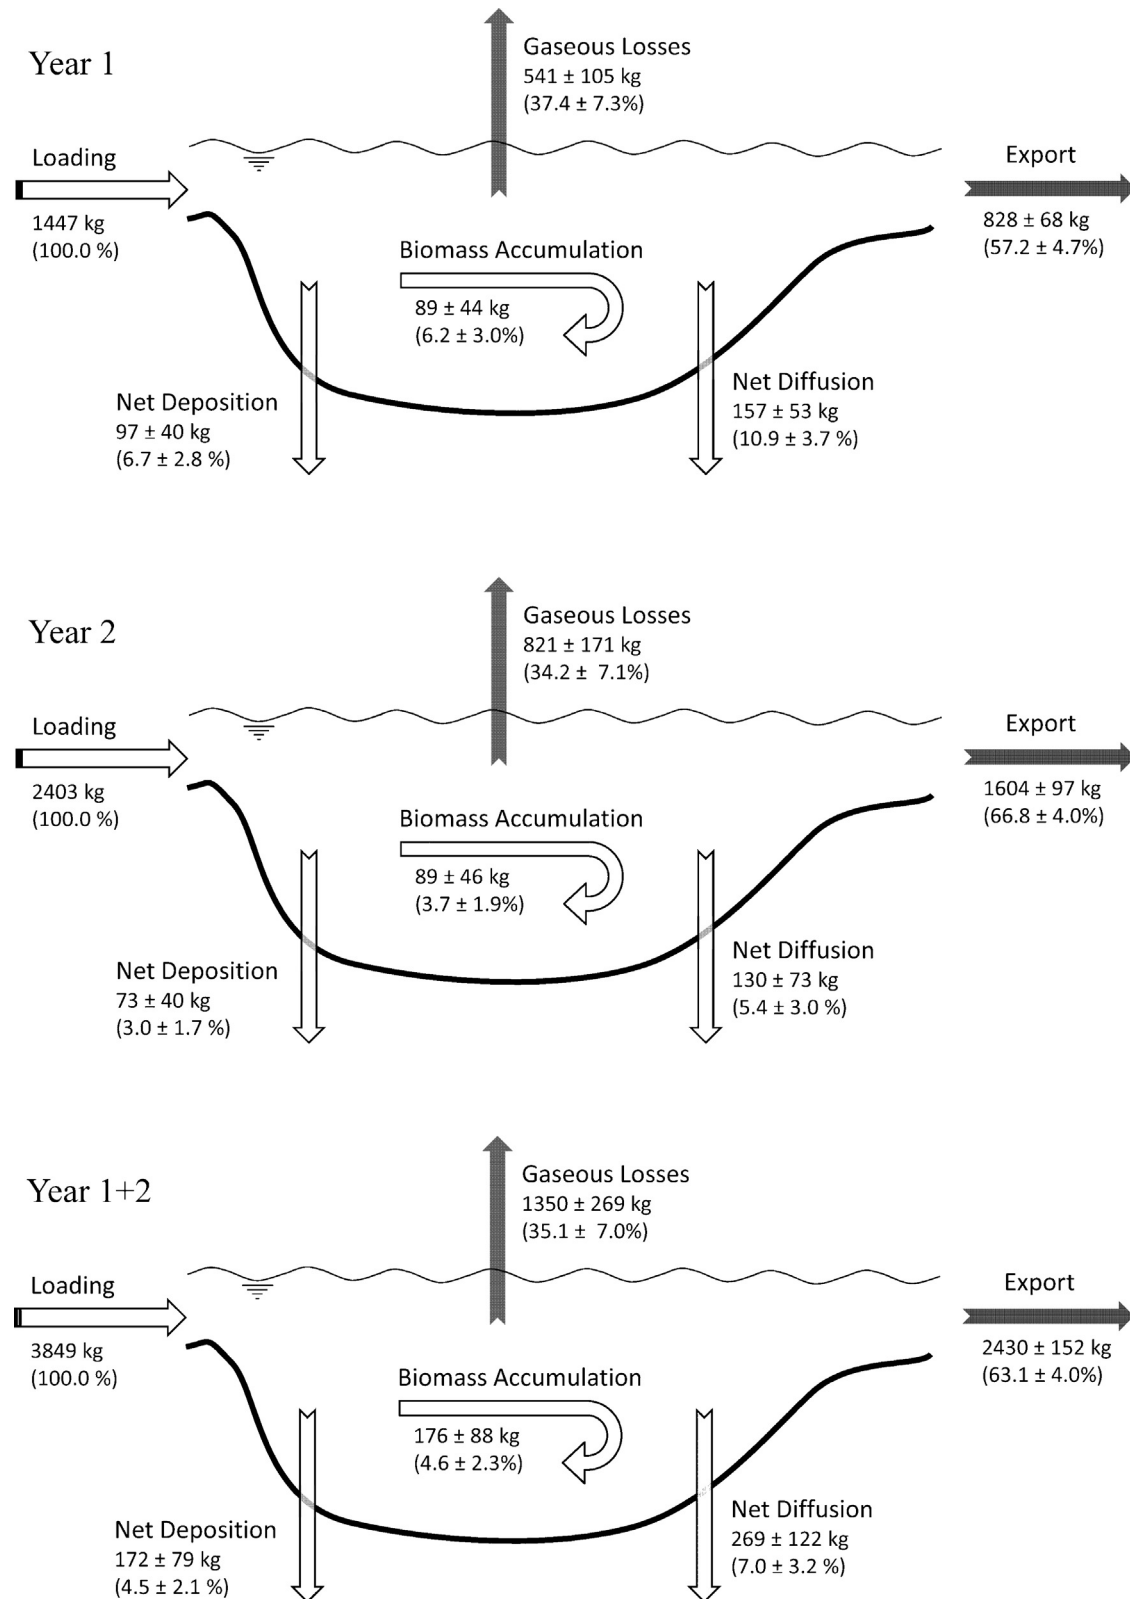 Year 1
Gaseous Losses
541 ± 105 kg
(37.4 ± 7.3%)
Loading
1447 kg
(100.0 %)
Export
828 ± 68 kg
(57.2 ± 4.7%)
Biomass Accumulation
89 ± 44 kg
(6.2 ± 3.0%)
Net Deposition
97 ± 40 kg
(6.7 ± 2.8 %)
Net Diffusion
157 ± 53 kg
(10.9 ± 3.7 %)
Year 2
Gaseous Losses
821 ± 171 kg
(34.2 ±  7.1%)
Loading
2403 kg
(100.0 %)
Export
1604 ± 97 kg
(66.8 ± 4.0%)
Biomass Accumulation
89 ± 46 kg
(3.7 ± 1.9%)
Net Deposition
73 ± 40 kg
(3.0 ± 1.7 %)
Net Diffusion
130 ± 73 kg
(5.4 ± 3.0 %)
Year 1+2
Gaseous Losses
1350 ± 269 kg
(35.1 ±  7.0%)
Loading
3849 kg
(100.0 %)
Export
2430 ± 152 kg
(63.1 ± 4.0%)
Biomass Accumulation
176 ± 88 kg
(4.6 ± 2.3%)
Net Deposition
172 ± 79 kg
(4.5 ± 2.1 %)
Net Diffusion
269 ± 122 kg
(7.0 ± 3.2 %)